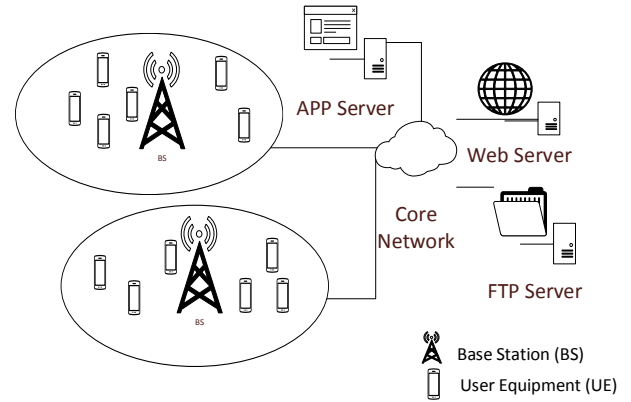 APP Server
BS
Web Server
Core
Network
FTP Server
BS
Base Station (BS)
User Equipment (UE)